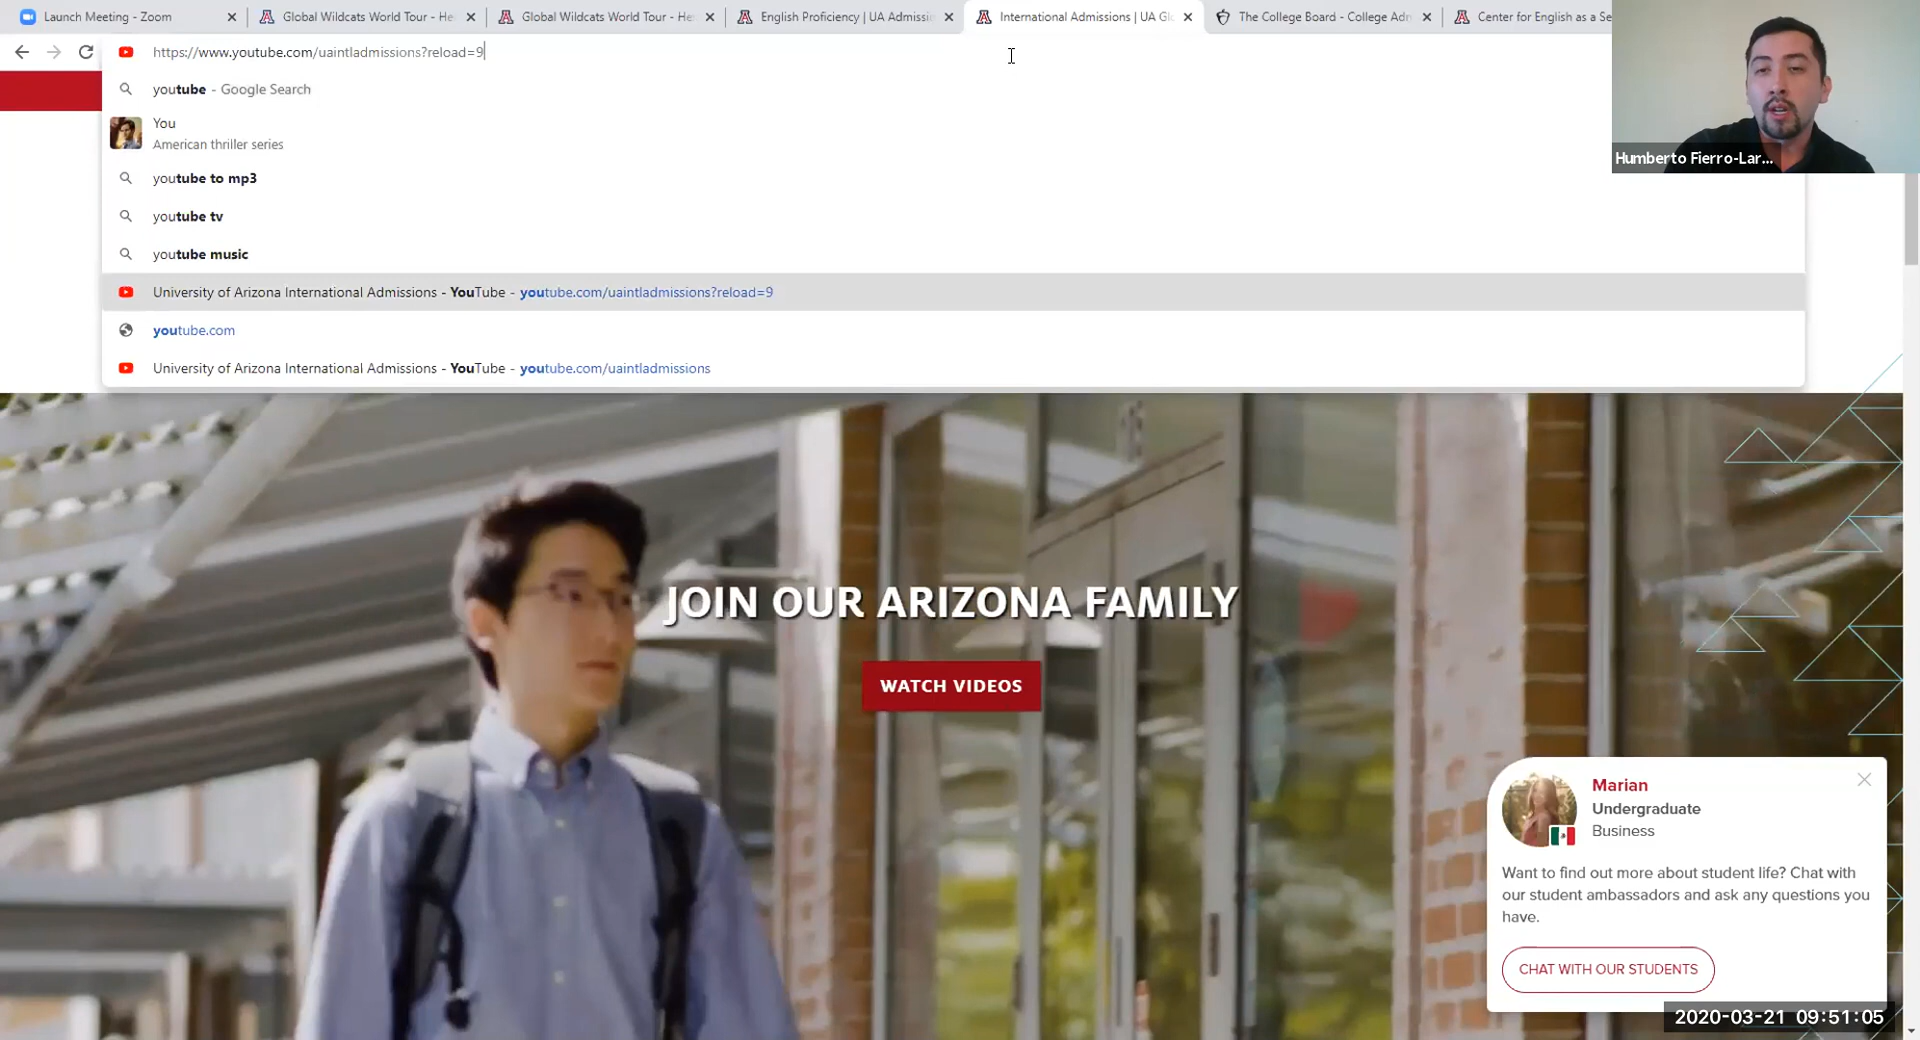 Launch Meeting - Zoom
Global Wildcats World Tour - He
Global Wildcats World Tour - He
English Proficiency | UA Admissi
International Admissions | UA Gl
The College Board - College Adm
Center for English as a Se
https://www.youtube.com/uaintladmissions?reload=9
youtube - Google Search
You
American thriller series
youtube to mp3
youtube tv
youtube music
University of Arizona International Admissions - YouTube - youtube.com/uaintladmissions?reload=9
youtube.com
University of Arizona International Admissions - YouTube - youtube.com/uaintladmissions
Humberto Fierro-Lar...
JOIN OUR ARIZONA FAMILY
WATCH VIDEOS
Marian
Undergraduate
Business
Want to find out more about student life? Chat with
our student ambassadors and ask any questions you
have.
CHAT WITH OUR STUDENTS
2020-03-21 09:51:05